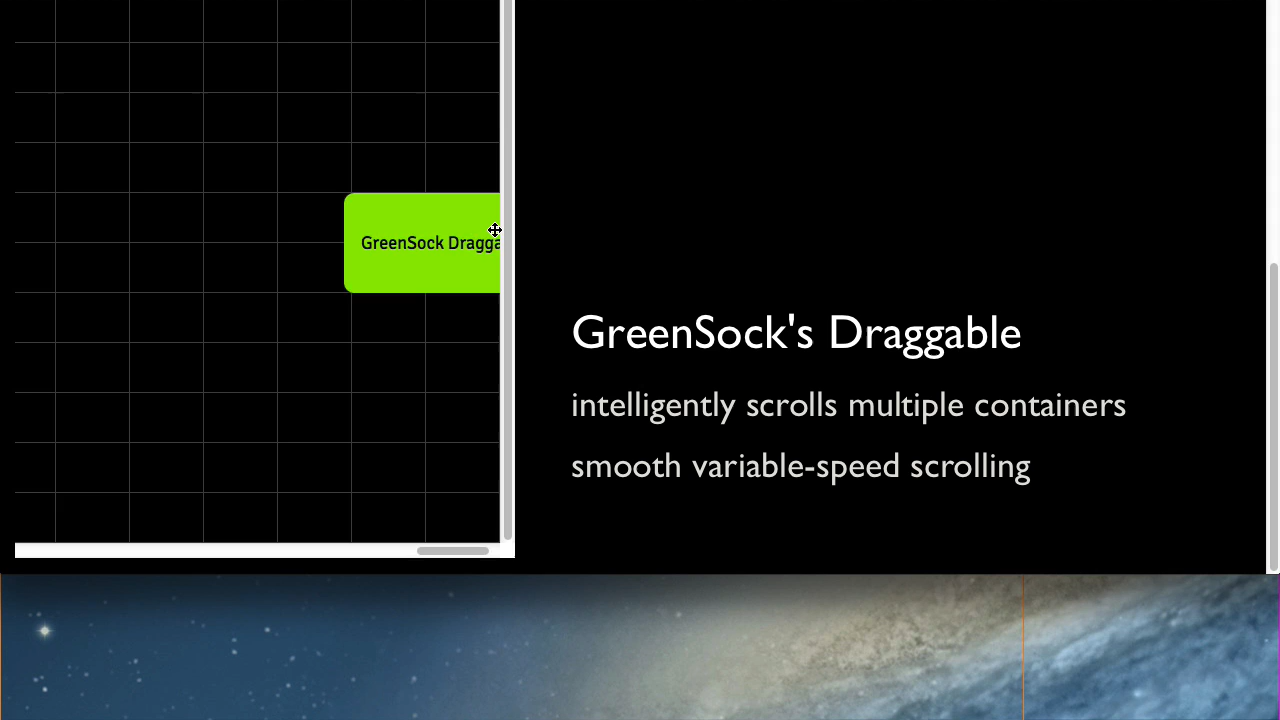 GreenSock Dragga
GreenSock's Draggable
intelligently scrolls multiple containers
smooth variable-speed scrolling